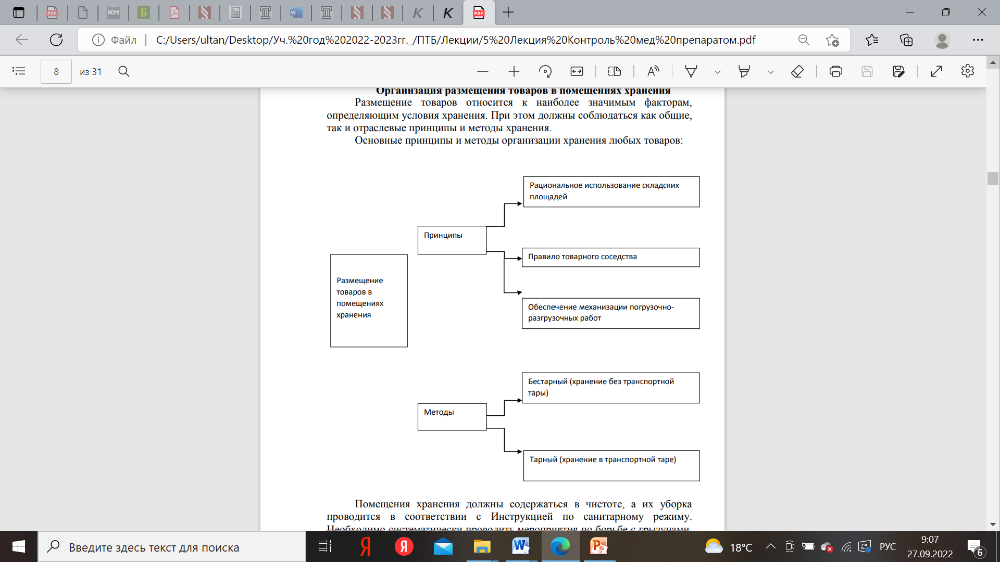 КМ
Б
Файл
C:/Users/ultan/Desktop/Уч.%20год%202022-2023гг._/ПТБ/Лекции/5%20Лекция%20Контроль%20мед%20препаратом.pdf
8
из 31
Организация размещения товаров в помещениях хранения
Размещение товаров относится к наиболее значимым факторам,
определяющим условия хранения. При этом должны соблюдаться как общие,
так и отраслевые принципы и методы хранения.
Основные принципы и методы организации хранения любых товаров:
Рациональное использование складских
площадей
Принципы
Правило товарного соседства
Размещение
товаров в
помещениях
хранения
Обеспечение механизации погрузочно-
разгрузочных работ
Бестарный (хранение без транспортной
тары)
Методы
Тарный (хранение в транспортной таре)
Помещения хранения должны содержаться в чистоте, а их уборка
проводится в соответствии с Инструкцией по санитарному режиму.
Необходимо систематически проводить мероприятия по борьбе с грызунами,
Введите здесь текст для поиска
18°C
РУС
9:07
27.09.2022
6